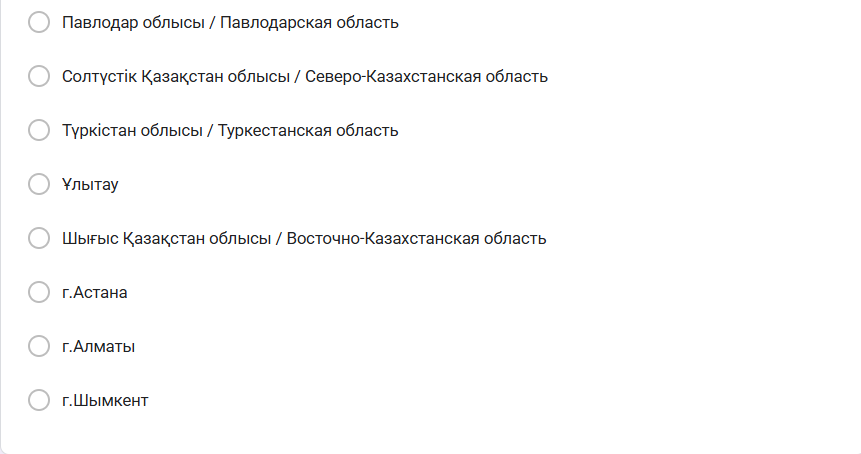 Павлодар облысы / Павлодарская область
Солтүстік Қазақстан облысы / Северо-Казахстанская область
Түркістан облысы / Туркестанская область
Ұлытау
Шығыс Қазақстан облысы / Восточно-Казахстанская область
г.Астана
г.Алматы
г.Шымкент